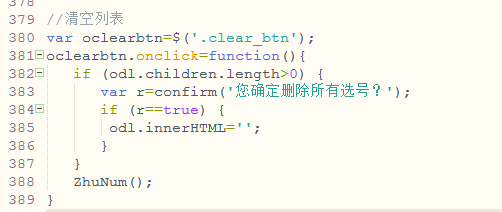 378
379 //清空列表
380 var oclearbtn=$('.clear_btn');
381 oclearbtn.onclick=function(){
382 if (odl.children.length>0) {
383 var r=confirm('您确定删除所有选号？');
384 if (r==true) {
385 odl.innerHTML='';
386 }
387 }
388 ZhuNum();
389 }